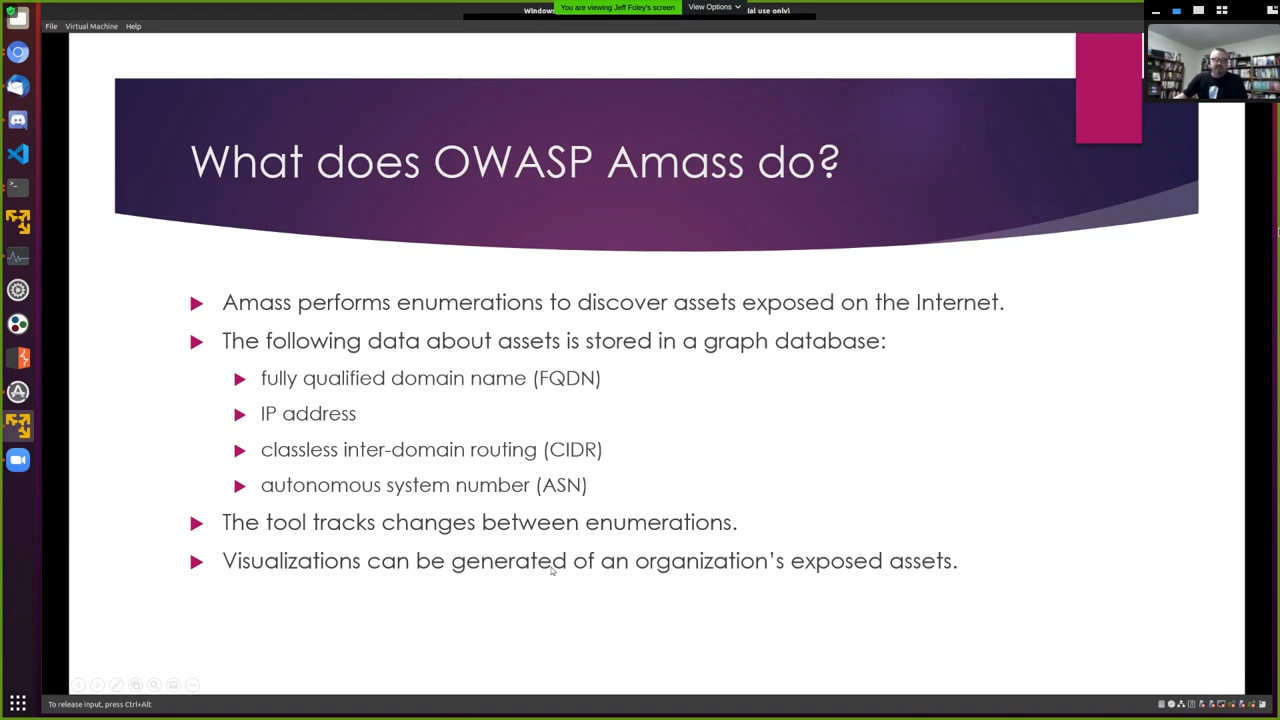 Windows
You are viewing Jeff Foley's screen
View Options
ial use only)
File Virtual Machine Help
What does OWASP Amass do?
Amass performs enumerations to discover assets exposed on the Internet.
The following data about assets is stored in a graph database:
fully qualified domain name (FQDN)
IP address
classless inter-domain routing (CIDR)
autonomous system number (ASN)
The tool tracks changes between enumerations.
Visualizations can be generated of an organization's exposed assets.
To release input, press Ctrl+Alt